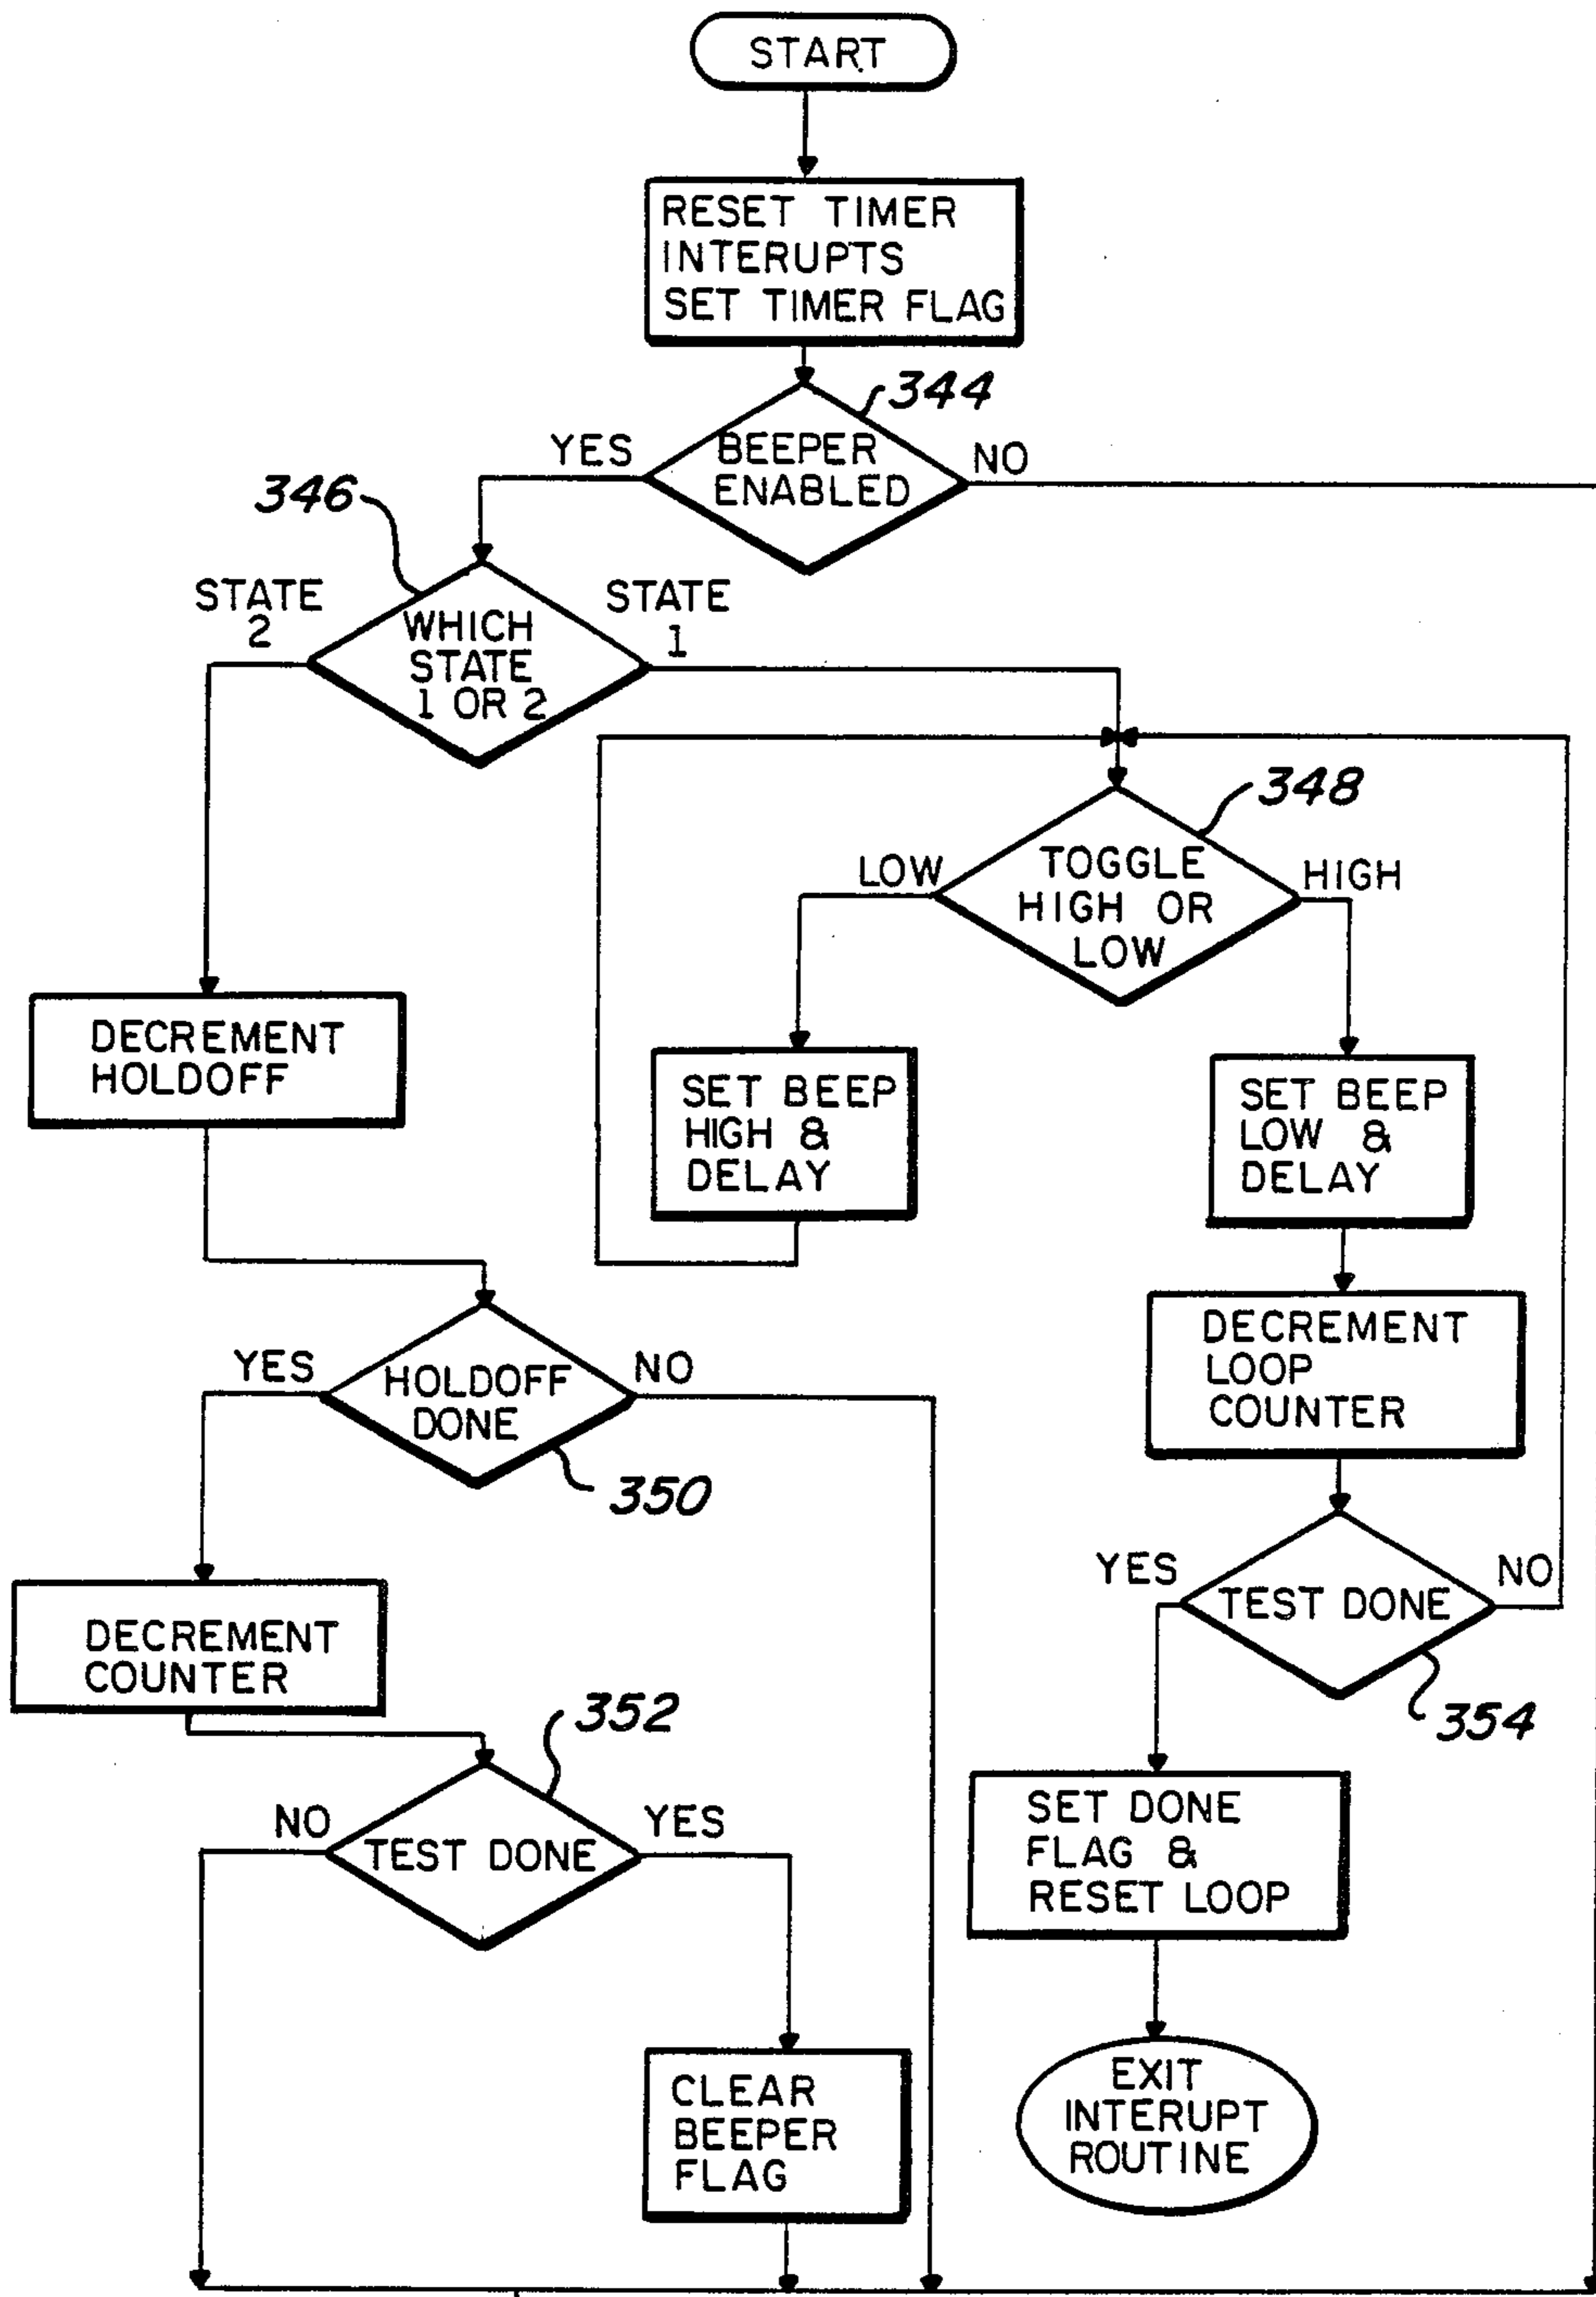 START
RESET TIMER
INTERUPTS
SET TIMER FLAG
344
YES
BEEPER
ENABLED
NO
346
STATE
2
WHICH
STATE
1 OR 2
STATE
1
348
LOW
TOGGLE
HIGH OR
LOW
HIGH
DECREMENT
HOLDOFF
SET BEEP
HIGH &
DELAY
SET BEEP
LOW &
DELAY
YES
HOLDOFF
DONE
NO
350
DECREMENT
LOOP
COUNTER
YES
TEST DONE
NO
354
DECREMENT
COUNTER
352
NO
TEST DONE
YES
SET DONE
FLAG &
RESET LOOP
CLEAR
BEEPER
FLAG
EXIT
INTERUPT
ROUTINE